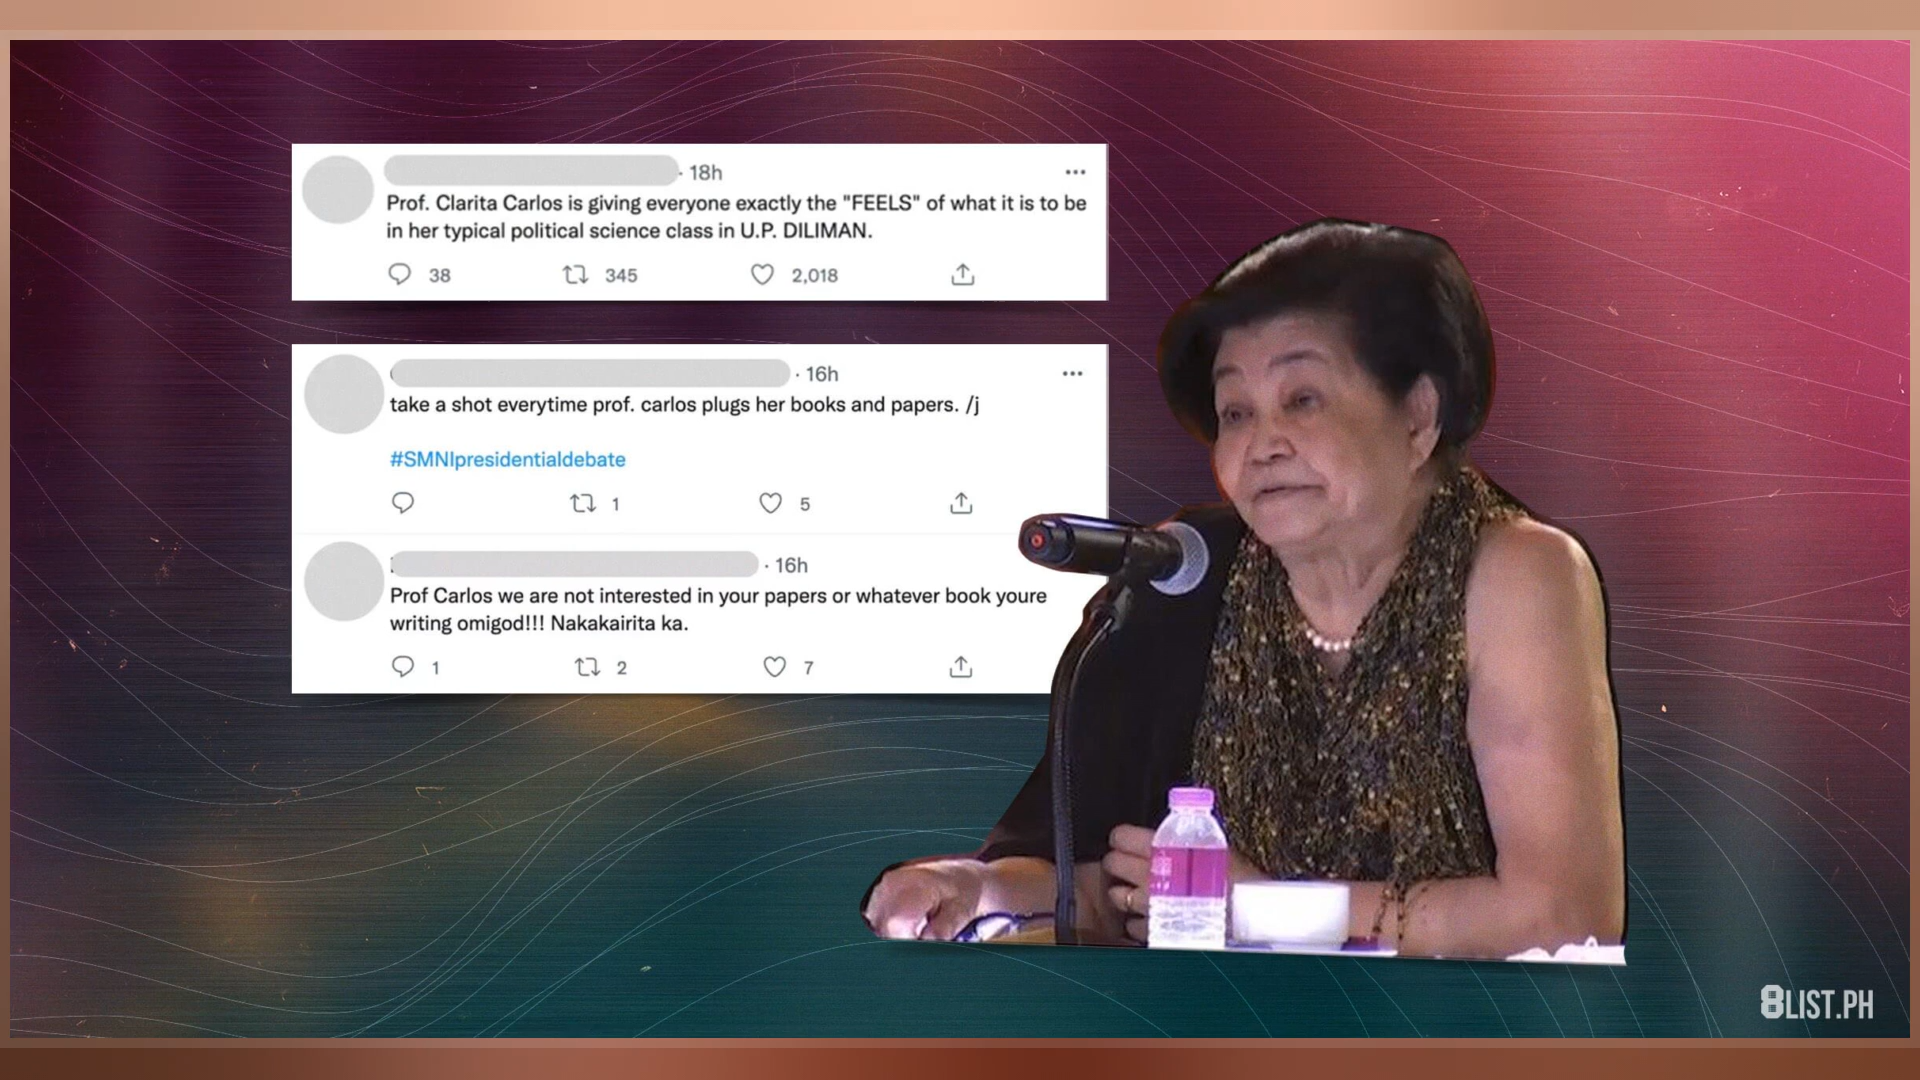 · 18h
Prof. Clarita Carlos is giving everyone exactly the "FEELS" of what it is to be
in her typical political science class in U.P. DILIMAN.
38 345 2,018
· 16h
take a shot everytime prof. carlos plugs her books and papers. /j
#SMNIpresidentialdebate
1 5
· 16h
Prof Carlos we are not interested in your papers or whatever book youre
writing omigod!!! Nakakairita ka.
1 2 7
8LIST.PH